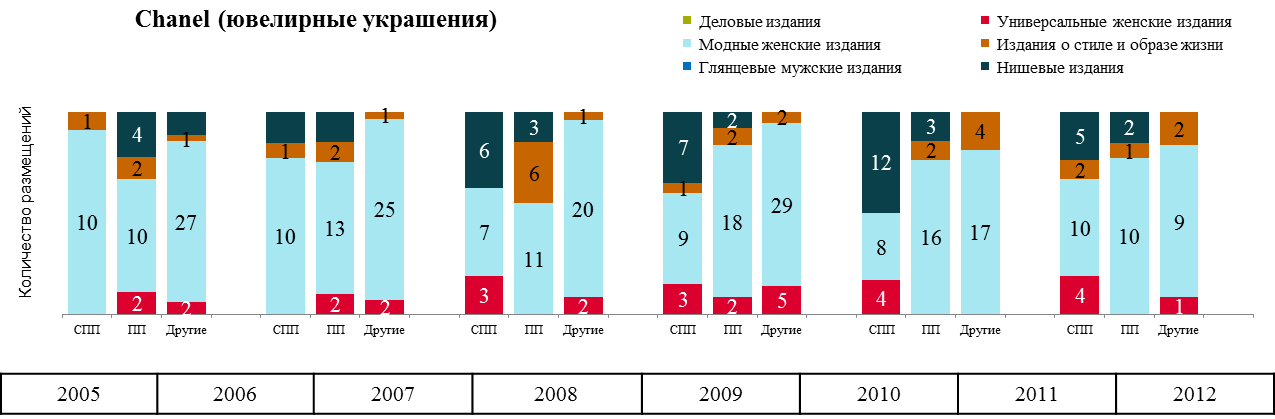 Chanel (ювелирные украшения)
Деловые издания
Универсальные женские издания
Модные женские издания
Издания о стиле и образе жизни
Глянцевые мужские издания
Нишевые издания
Количество размещений
1 4 1 1 2 1 6 3 1 7 2 2 12 3 4 5 2 2
10 2 27 10 13 25 7 6 20 1 2 29 8 2 17 2 1 9
10 11 9 18 16 10 10
2 2 2 2 3 2 3 2 5 4 4 1
СПП ПП Другие СПП ПП Другие СПП ПП Другие СПП ПП Другие СПП ПП Другие СПП ПП Другие
2005 2006 2007 2008 2009 2010 2011 2012